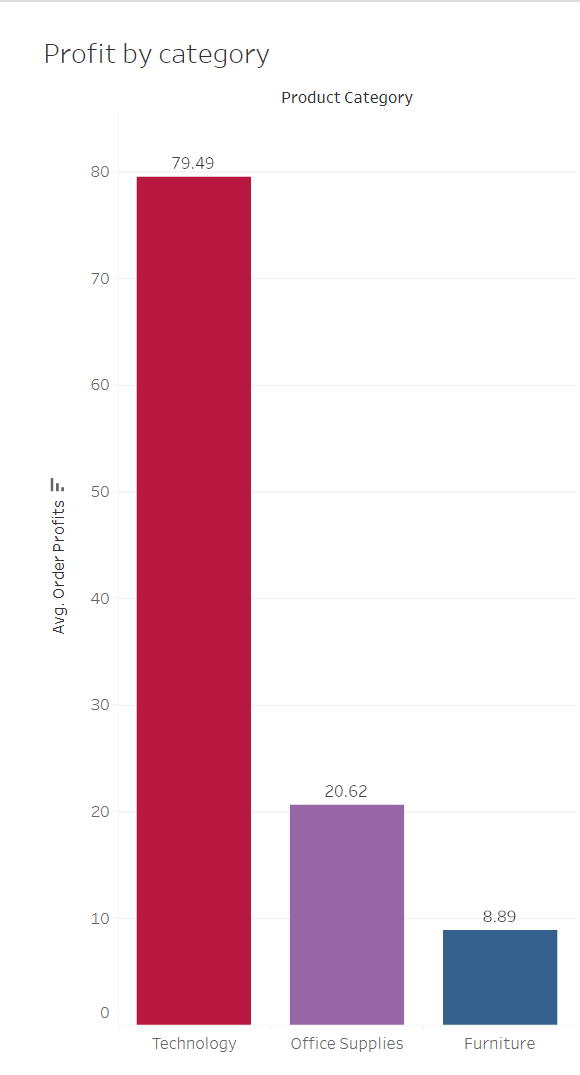 Profit by category
Product Category
Avg. Order Profits
80
70
60
50
40
30
20
10
0
79.49
20.62
8.89
Technology
Office Supplies
Furniture